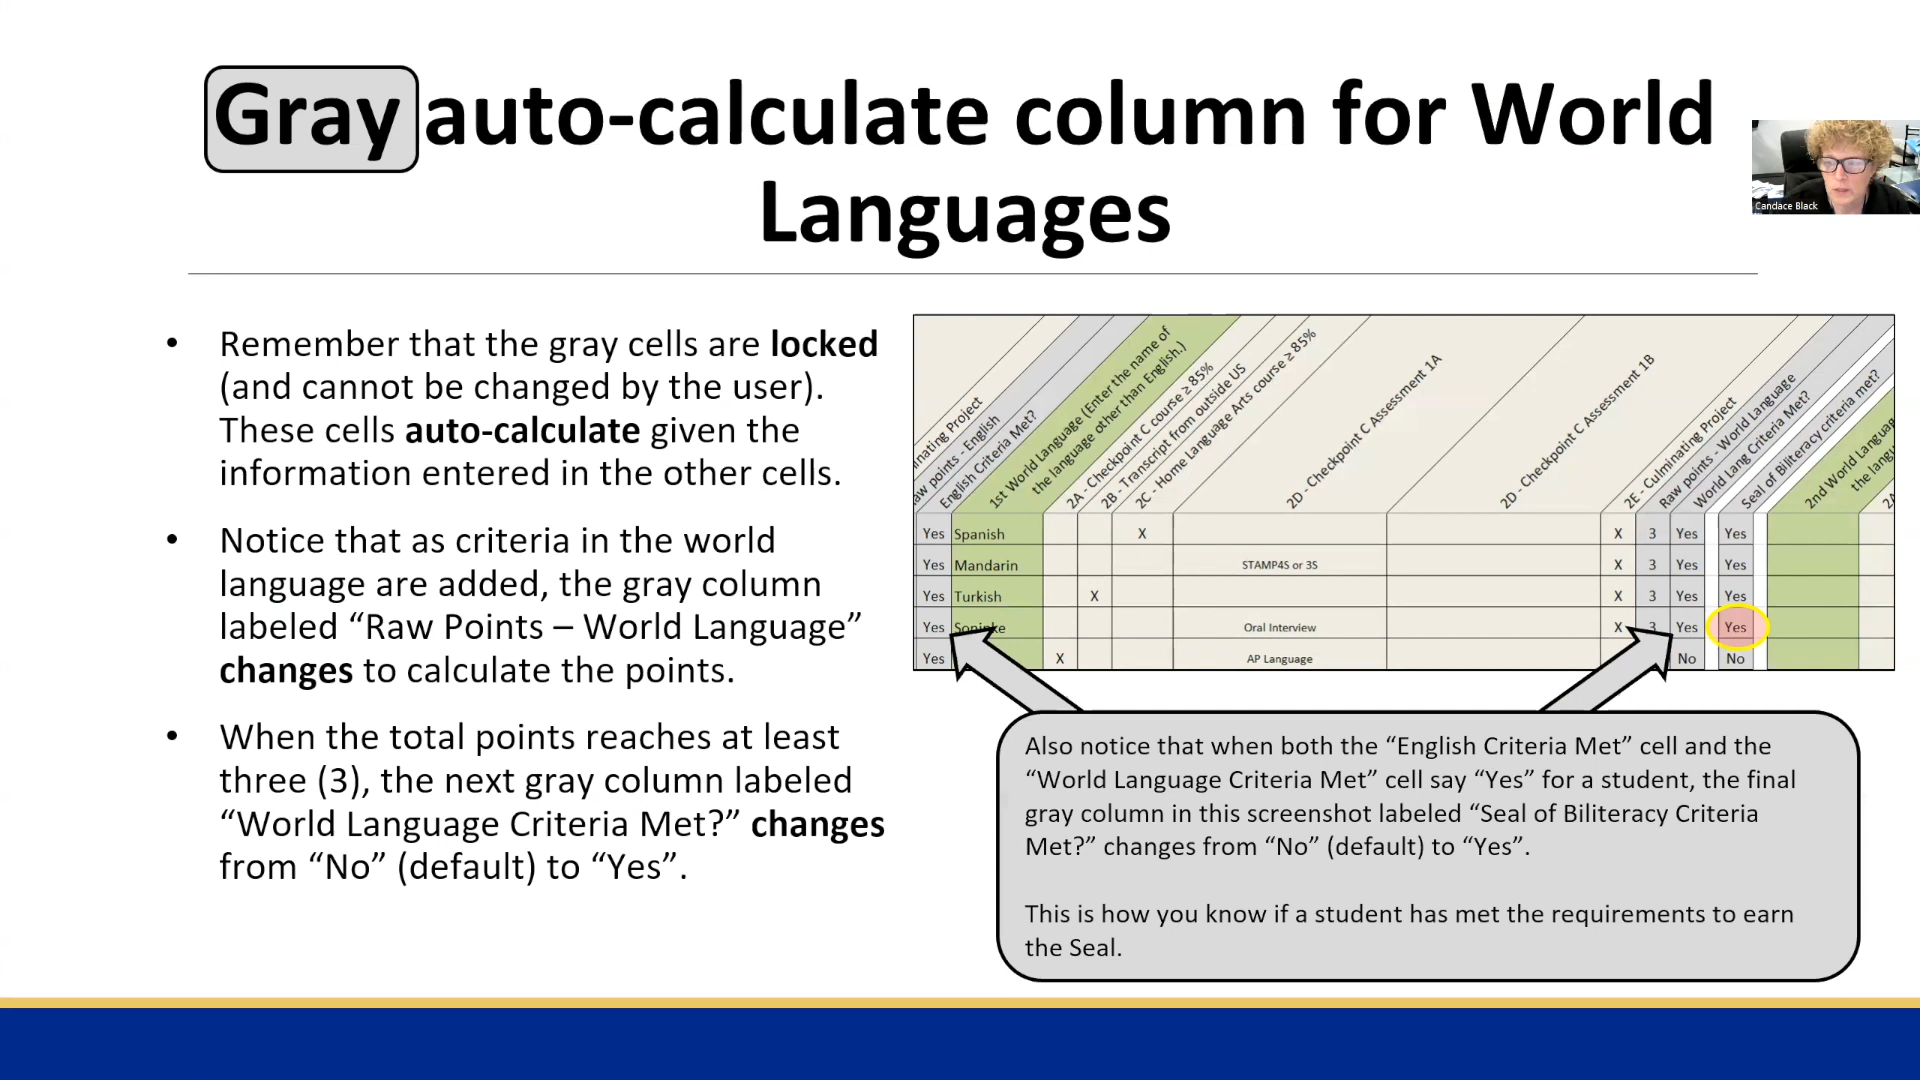 Gray auto-calculate column for World
Languages
Candace Black
• Remember that the gray cells are locked
(and cannot be changed by the user).
These cells auto-calculate given the
information entered in the other cells.
• Notice that as criteria in the world
language are added, the gray column
labeled “Raw Points – World Language”
changes to calculate the points.
• When the total points reaches at least
three (3), the next gray column labeled
“World Language Criteria Met?” changes
from “No” (default) to “Yes”.
inating Project
aw points - English
English Criteria Met?
1st World Language (Enter the name of
the language other than English.)
2A - Checkpoint C course ≥ 85%
2B - Transcript from outside US
2C - Home Language Arts course ≥ 85%
2D - Checkpoint C Assessment 1A
2D - Checkpoint C Assessment 1B
2E - Culminating Project
Raw points - World Language
World Lang Criteria Met?
Seal of Biliteracy criteria met?
2nd World Languag
the langu
2A
Yes Spanish X X 3 Yes Yes
Yes Mandarin STAMP4S or 3S X 3 Yes Yes
Yes Turkish X X 3 Yes Yes
Yes Oral Interview X 3 Yes Yes
Yes X AP Language No No
Also notice that when both the “English Criteria Met” cell and the
“World Language Criteria Met” cell say “Yes” for a student, the final
gray column in this screenshot labeled “Seal of Biliteracy Criteria
Met?” changes from “No” (default) to “Yes”.
This is how you know if a student has met the requirements to earn
the Seal.